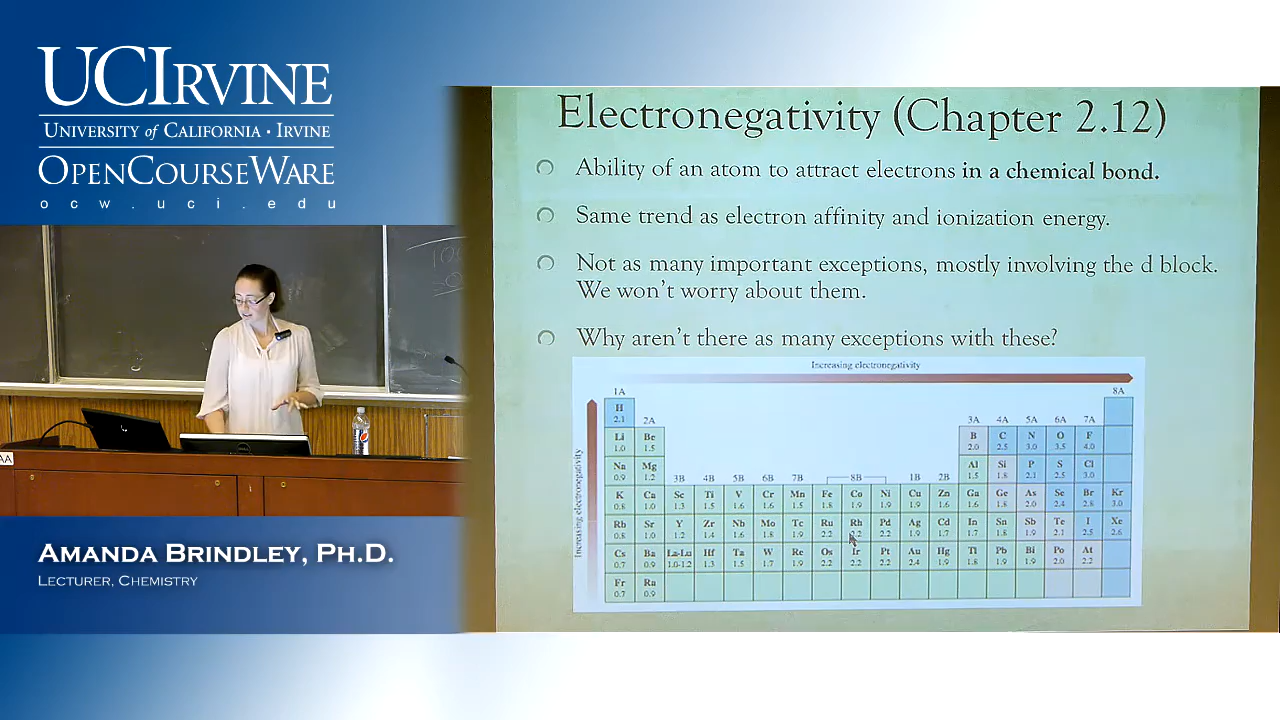 UCIRVINE
UNIVERSITY of CALIFORNIA · IRVINE
OPENCOURSEWARE
ocw.uci.edu
AA
AMANDA BRINDLEY, PH.D.
LECTURER, CHEMISTRY
Electronegativity (Chapter 2.12)
Ability of an atom to attract electrons in a chemical bond.
Same trend as electron affinity and ionization energy.
Not as many important exceptions, mostly involving the d block.
We won't worry about them.
Why aren't there as many exceptions with these?
Increasing electronegativity
Increasing electronegativity
1A 8A
H
2.1 2A 3A 4A 5A 6A 7A
Li Be B C N O F
1.0 1.5 2.0 2.5 3.0 3.5 4.0
Na Mg Al Si P S Cl
0.9 1.2 3B 4B 5B 6B 7B 8B 1B 2B 1.5 1.8 2.1 2.5 3.0
K Ca Sc Ti V Cr Mn Fe Co Ni Cu Zn Ga Ge As Se Br Kr
0.8 1.0 1.3 1.5 1.6 1.6 1.5 1.8 1.9 1.9 1.9 1.6 1.6 1.8 2.0 2.4 2.8 3.0
Rb Sr Y Zr Nb Mo Tc Ru Rh Pd Ag Cd In Sn Sb Te I Xe
0.8 1.0 1.2 1.4 1.6 1.8 1.9 2.2 2.2 1.9 1.7 1.7 1.8 1.9 2.1 2.5 2.6
Cs Ba La-Lu Hf Ta W Re Os Ir Pt Au Hg Tl Pb Bi Po At
0.7 0.9 1.0-1.2 1.3 1.5 1.7 1.9 2.2 2.2 2.2 2.4 1.9 1.8 1.9 1.9 2.0 2.2
Fr Ra
0.7 0.9